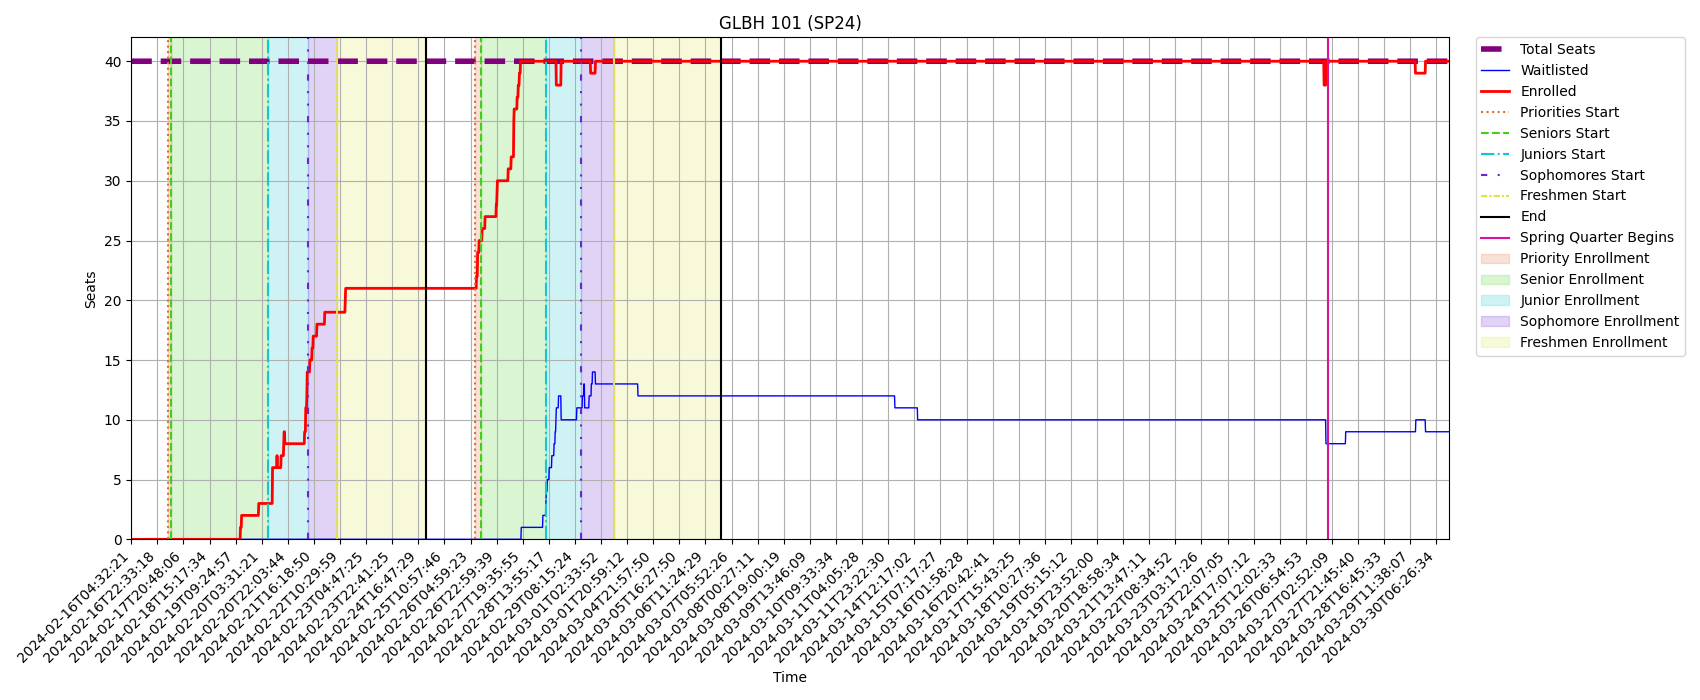 GLBH 101 (SP24)
Seats
40
35
30
25
20
15
10
5
0
2024-02-16T04:32:21
2024-02-16T22:33:18
2024-02-17T20:48:06
2024-02-18T15:17:34
2024-02-19T09:24:57
2024-02-20T03:31:21
2024-02-20T22:03:44
2024-02-21T16:18:50
2024-02-22T10:29:59
2024-02-23T04:47:25
2024-02-23T22:41:25
2024-02-24T16:47:29
2024-02-25T10:57:46
2024-02-26T04:59:23
2024-02-26T22:59:39
2024-02-27T19:35:55
2024-02-28T13:55:17
2024-02-29T08:15:24
2024-03-01T02:33:52
2024-03-01T20:59:12
2024-03-04T21:57:50
2024-03-05T16:27:50
2024-03-06T11:24:29
2024-03-07T05:52:26
2024-03-08T00:27:11
2024-03-08T19:00:19
2024-03-09T13:46:09
2024-03-10T09:33:34
2024-03-11T04:05:28
2024-03-11T23:22:30
2024-03-14T12:17:02
2024-03-15T07:17:27
2024-03-16T01:58:28
2024-03-16T20:42:41
2024-03-17T15:43:25
2024-03-18T10:27:36
2024-03-19T05:15:12
2024-03-19T23:52:00
2024-03-20T18:58:34
2024-03-21T13:47:11
2024-03-22T08:34:52
2024-03-23T03:17:26
2024-03-23T22:07:05
2024-03-24T17:07:12
2024-03-25T12:02:33
2024-03-26T06:54:53
2024-03-27T02:52:09
2024-03-27T21:45:40
2024-03-28T16:45:33
2024-03-29T11:38:07
2024-03-30T06:26:34
Time
Total Seats
Waitlisted
Enrolled
Priorities Start
Seniors Start
Juniors Start
Sophomores Start
Freshmen Start
End
Spring Quarter Begins
Priority Enrollment
Senior Enrollment
Junior Enrollment
Sophomore Enrollment
Freshmen Enrollment